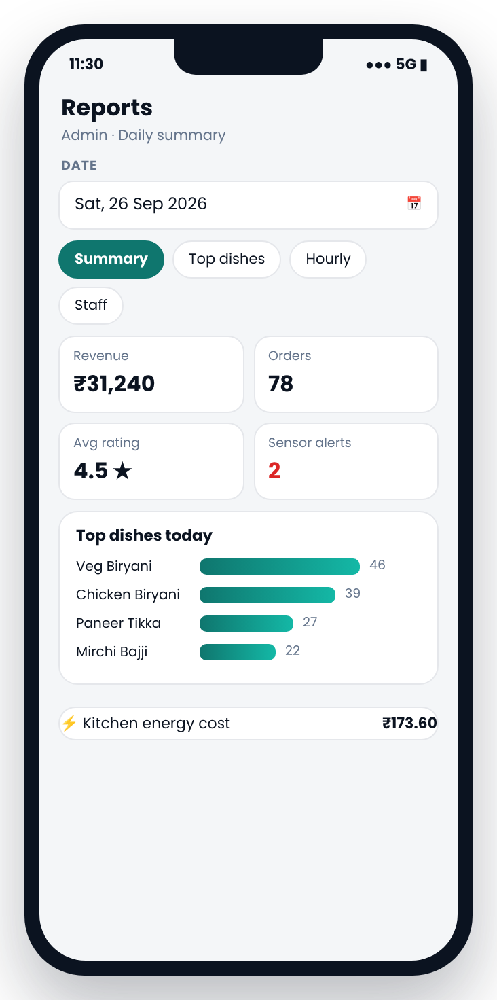 11:30 ●●● 5G ▮
Reports
Admin · Daily summary
DATE
Sat, 26 Sep 2026 📅
Summary Top dishes Hourly
Staff
Revenue Orders
₹31,240 78
Avg rating Sensor alerts
4.5 ★ 2
Top dishes today
Veg Biryani 46
Chicken Biryani 39
Paneer Tikka 27
Mirchi Bajji 22
⚡ Kitchen energy cost ₹173.60